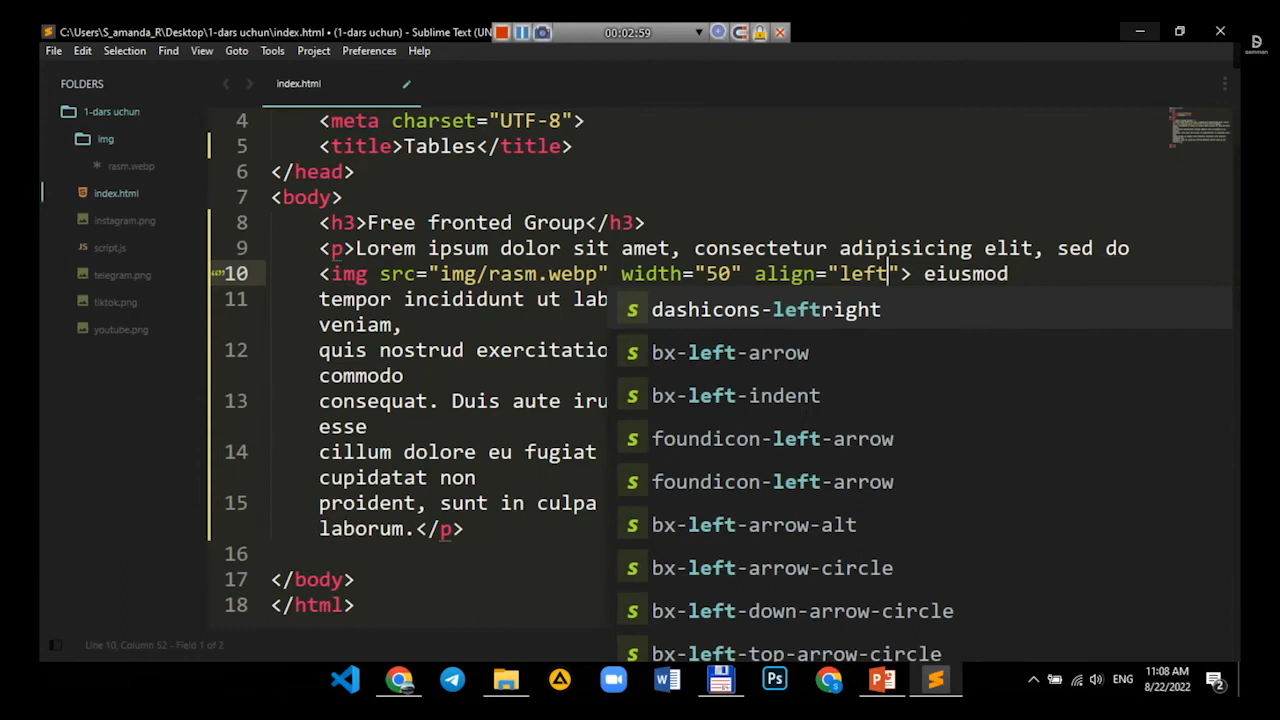 C:\Users\S_amanda_R\Desktop\1-dars uchun\index.html • (1-dars uchun) - Sublime Text (UN
00:02:59
File Edit Selection Find View Goto Tools Project Preferences Help
damman
FOLDERS
1-dars uchun
img
rasm.webp
index.html
instagram.png
script.js
telegram.png
tiktok.png
youtube.png
index.html
4 <meta charset="UTF-8">
5 <title>Tables</title>
6 </head>
7 <body>
8 <h3>Free fronted Group</h3>
9 <p>Lorem ipsum dolor sit amet, consectetur adipisicing elit, sed do
10 <img src="img/rasm.webp" width="50" align="left"> eiusmod
11 tempor incididunt ut lab
veniam,
12 quis nostrud exercitatio
commodo
13 consequat. Duis aute iru
esse
14 cillum dolore eu fugiat
cupidatat non
15 proident, sunt in culpa
laborum.</p>
16
17 </body>
18 </html>
s dashicons-leftright
s bx-left-arrow
s bx-left-indent
s foundicon-left-arrow
s foundicon-left-arrow
s bx-left-arrow-alt
s bx-left-arrow-circle
s bx-left-down-arrow-circle
s bx-left-top-arrow-circle
Line 10, Column 52 - Field 1 of 2
ENG
11:08 AM
8/22/2022
2